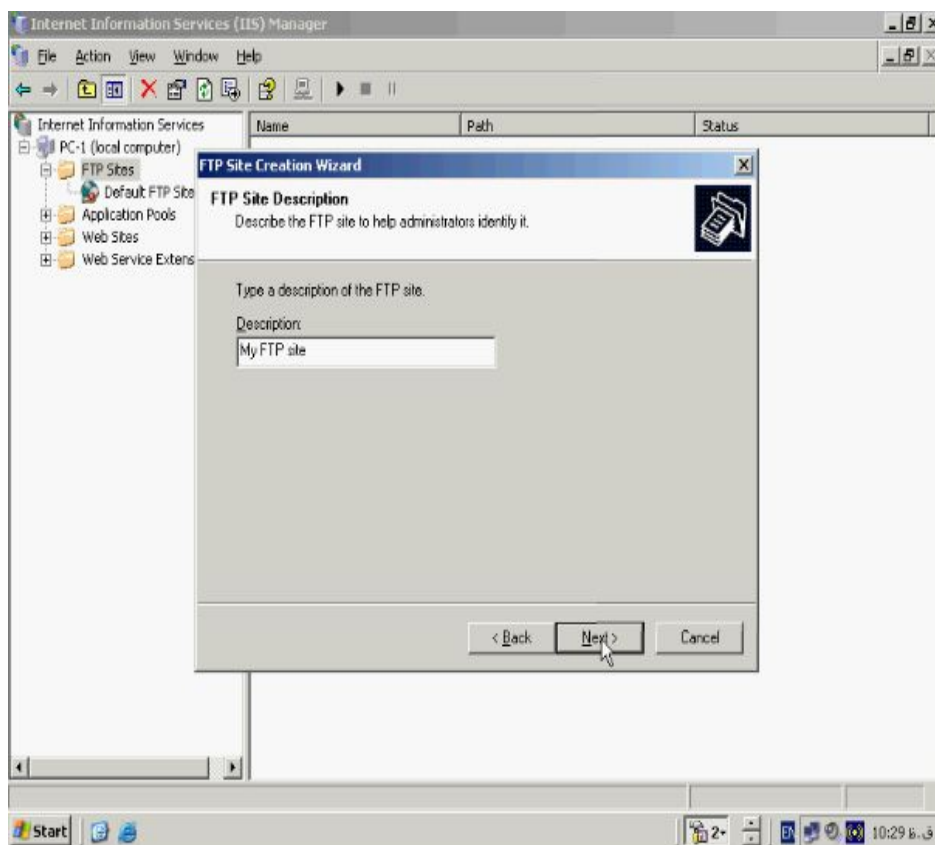 Internet Information Services (IIS) Manager
File Action View Window Help
Internet Information Services
PC-1 (local computer)
FTP Sites
Default FTP Site
Application Pools
Web Sites
Web Service Extens
Name Path Status
FTP Site Creation Wizard
FTP Site Description
Describe the FTP site to help administrators identify it.
Type a description of the FTP site.
Description:
My FTP site
< Back Next > Cancel
Start
2
EN
10:29 ق.ظ